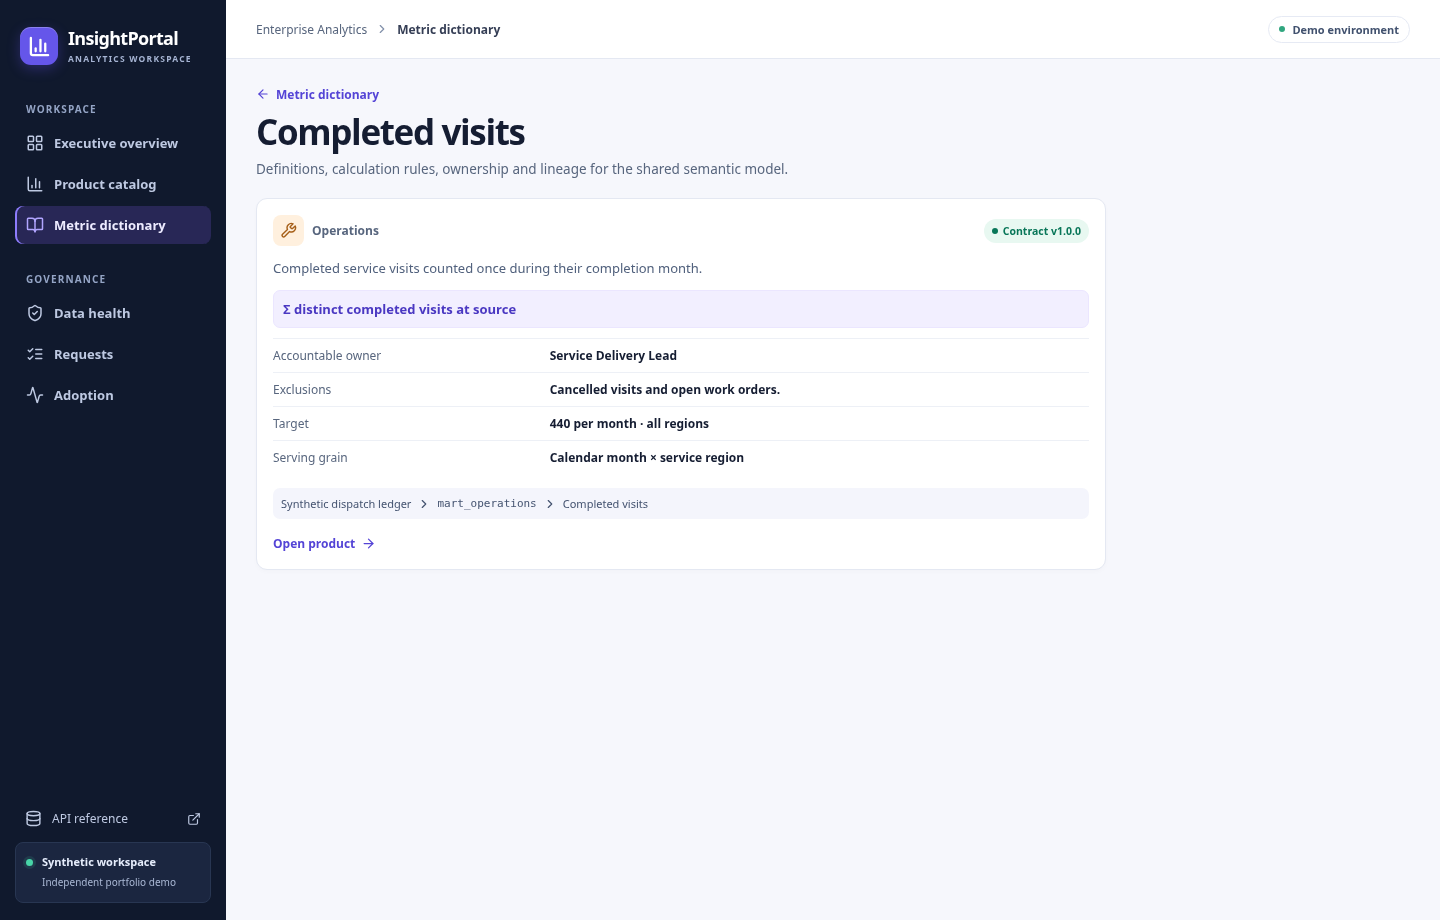 InsightPortal
ANALYTICS WORKSPACE
WORKSPACE
Executive overview
Product catalog
Metric dictionary
GOVERNANCE
Data health
Requests
Adoption
API reference
Synthetic workspace
Independent portfolio demo
Enterprise Analytics > Metric dictionary
Demo environment
← Metric dictionary
Completed visits
Definitions, calculation rules, ownership and lineage for the shared semantic model.
Operations
Contract v1.0.0
Completed service visits counted once during their completion month.
Σ distinct completed visits at source
Accountable owner Service Delivery Lead
Exclusions Cancelled visits and open work orders.
Target 440 per month · all regions
Serving grain Calendar month × service region
Synthetic dispatch ledger > mart_operations > Completed visits
Open product →